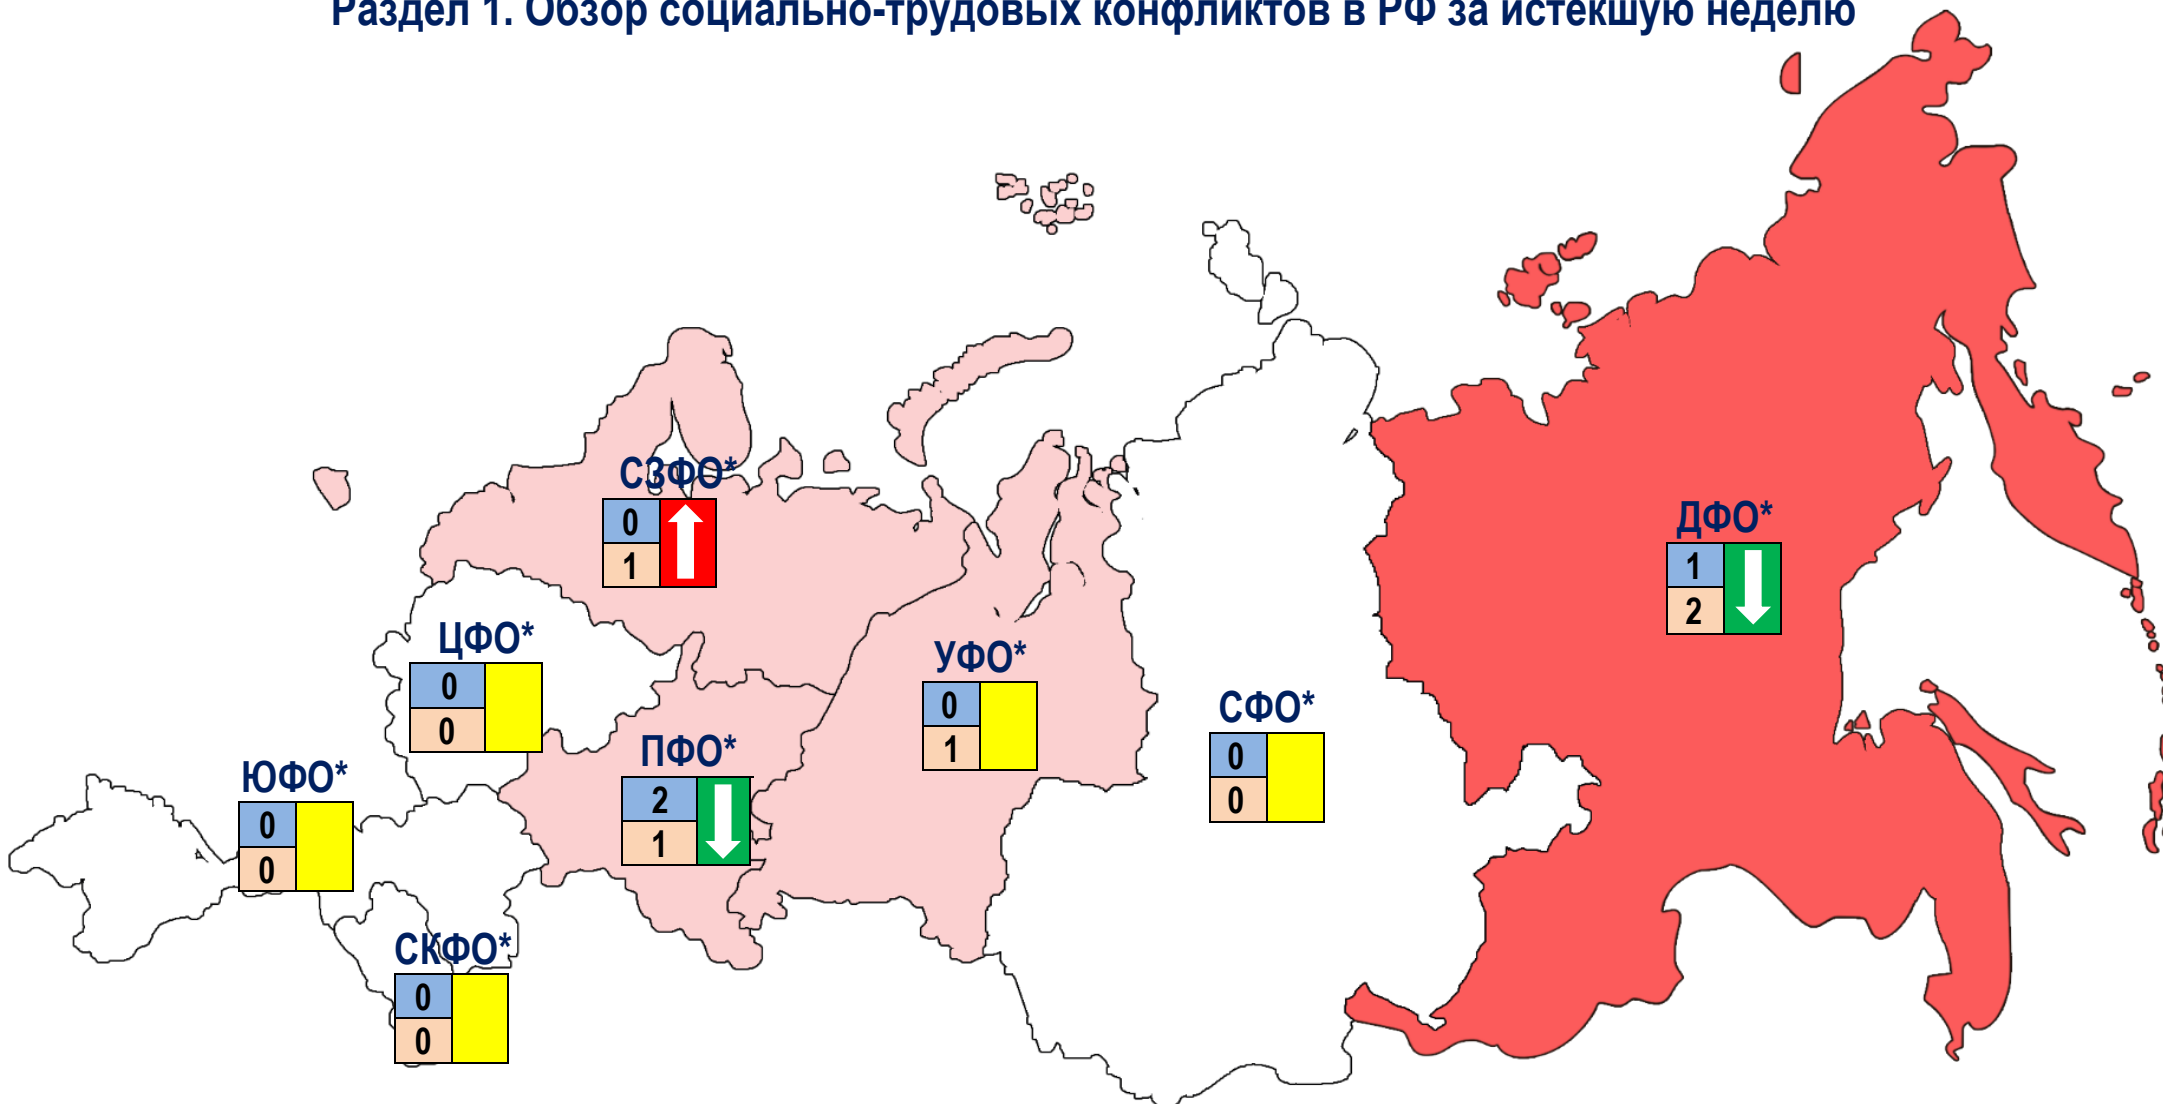 Раздел 1. Обзор социально-трудовых конфликтов в РФ за истекшую неделю
СЗФО*
0
1
ДФО*
1
2
ЦФО*
0
0
УФО*
0
1
СФО*
0
0
ПФО*
2
1
ЮФО*
0
0
СКФО*
0
0